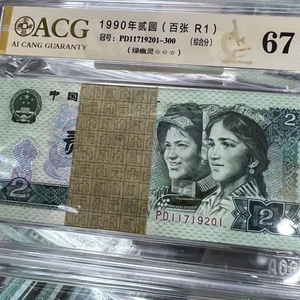 ACG
AI CANG GUARANTY
1990年贰圆（百张 R1）
冠号：PD11719201-300 (综合分)
（绿幽灵☆☆☆）
67
中国
贰
2
PD11719201
2